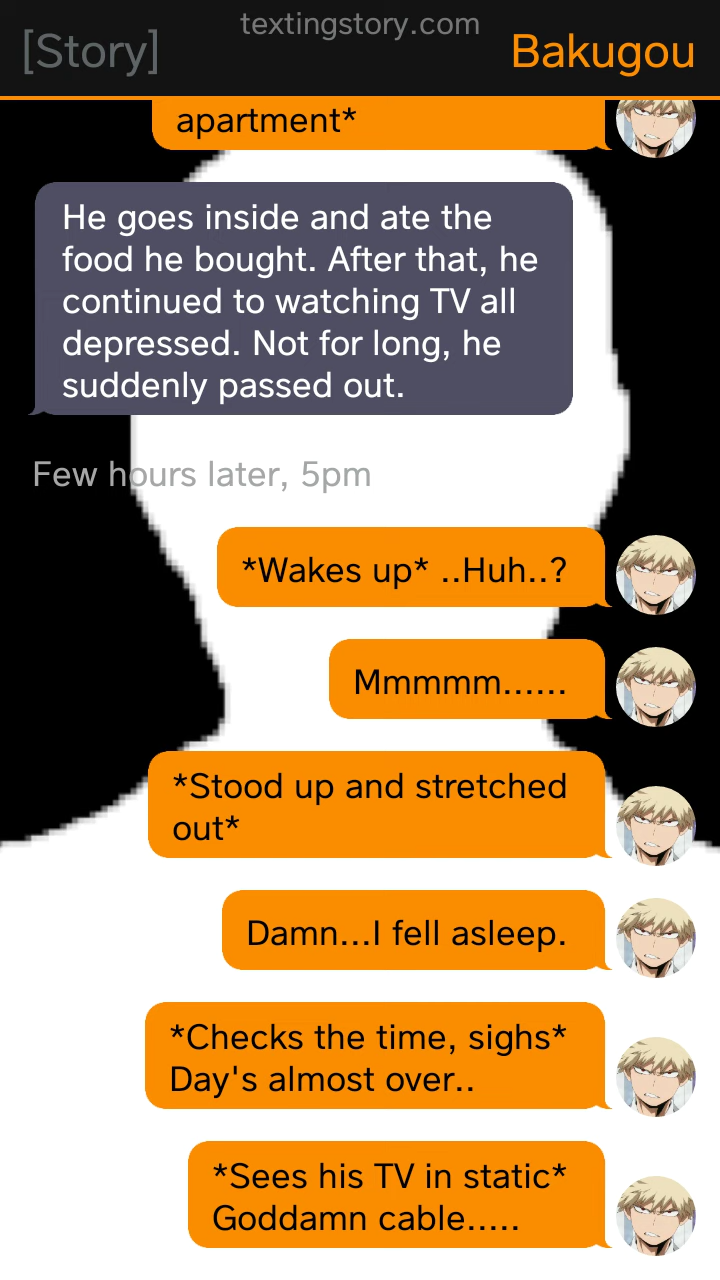 textingstory.com
[Story]
Bakugou
apartment*
He goes inside and ate the
food he bought. After that, he
continued to watching TV all
depressed. Not for long, he
suddenly passed out.
Few hours later, 5pm
*Wakes up* ..Huh..?
Mmmmm......
*Stood up and stretched
out*
Damn...I fell asleep.
*Checks the time, sighs*
Day's almost over..
*Sees his TV in static*
Goddamn cable.....